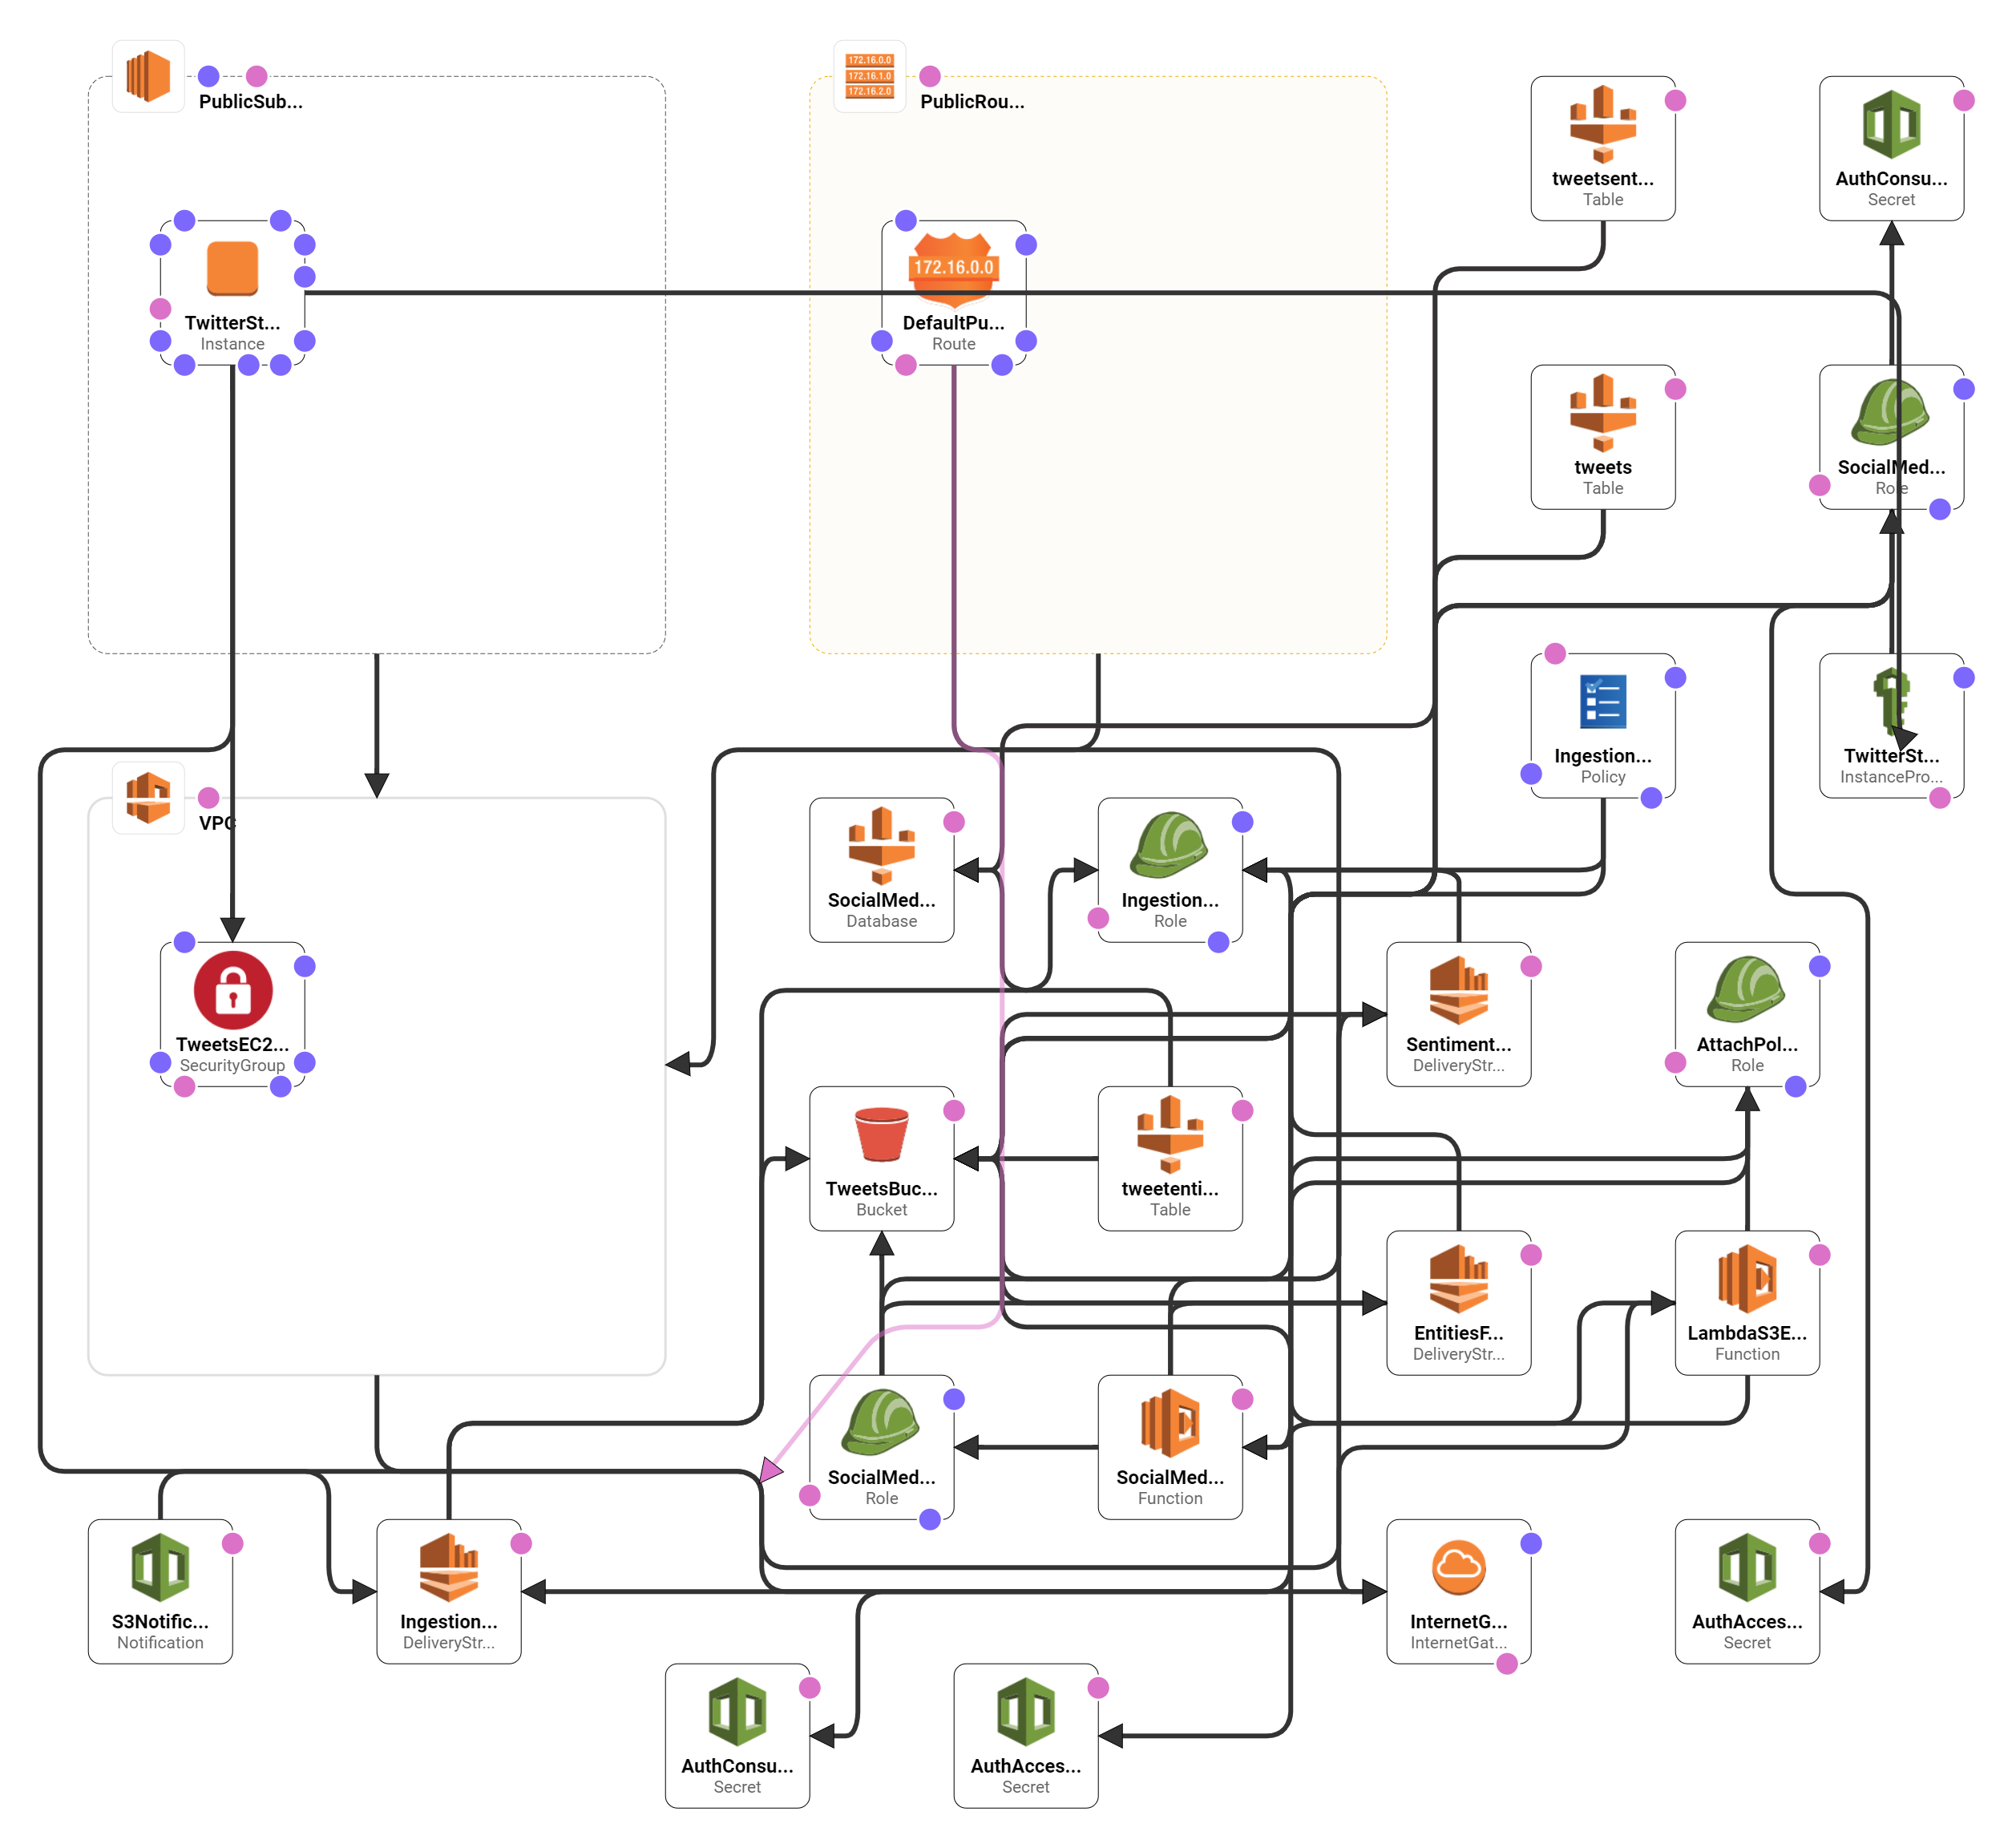 PublicSub...
172.16.0.0
172.16.1.0
172.16.2.0
PublicRou...
tweetsent...
Table
AuthConsu...
Secret
TwitterSt...
Instance
172.16.0.0
DefaultPu...
Route
tweets
Table
SocialMed...
Role
Ingestion...
Policy
TwitterSt...
InstancePro...
VPC
SocialMed...
Database
Ingestion...
Role
TweetsEC2...
SecurityGroup
Sentiment...
DeliveryStr...
AttachPol...
Role
TweetsBuc...
Bucket
tweetenti...
Table
EntitiesF...
DeliveryStr...
LambdaS3E...
Function
SocialMed...
Role
SocialMed...
Function
S3Notific...
Notification
Ingestion...
DeliveryStr...
InternetG...
InternetGat...
AuthAcces...
Secret
AuthConsu...
Secret
AuthAcces...
Secret